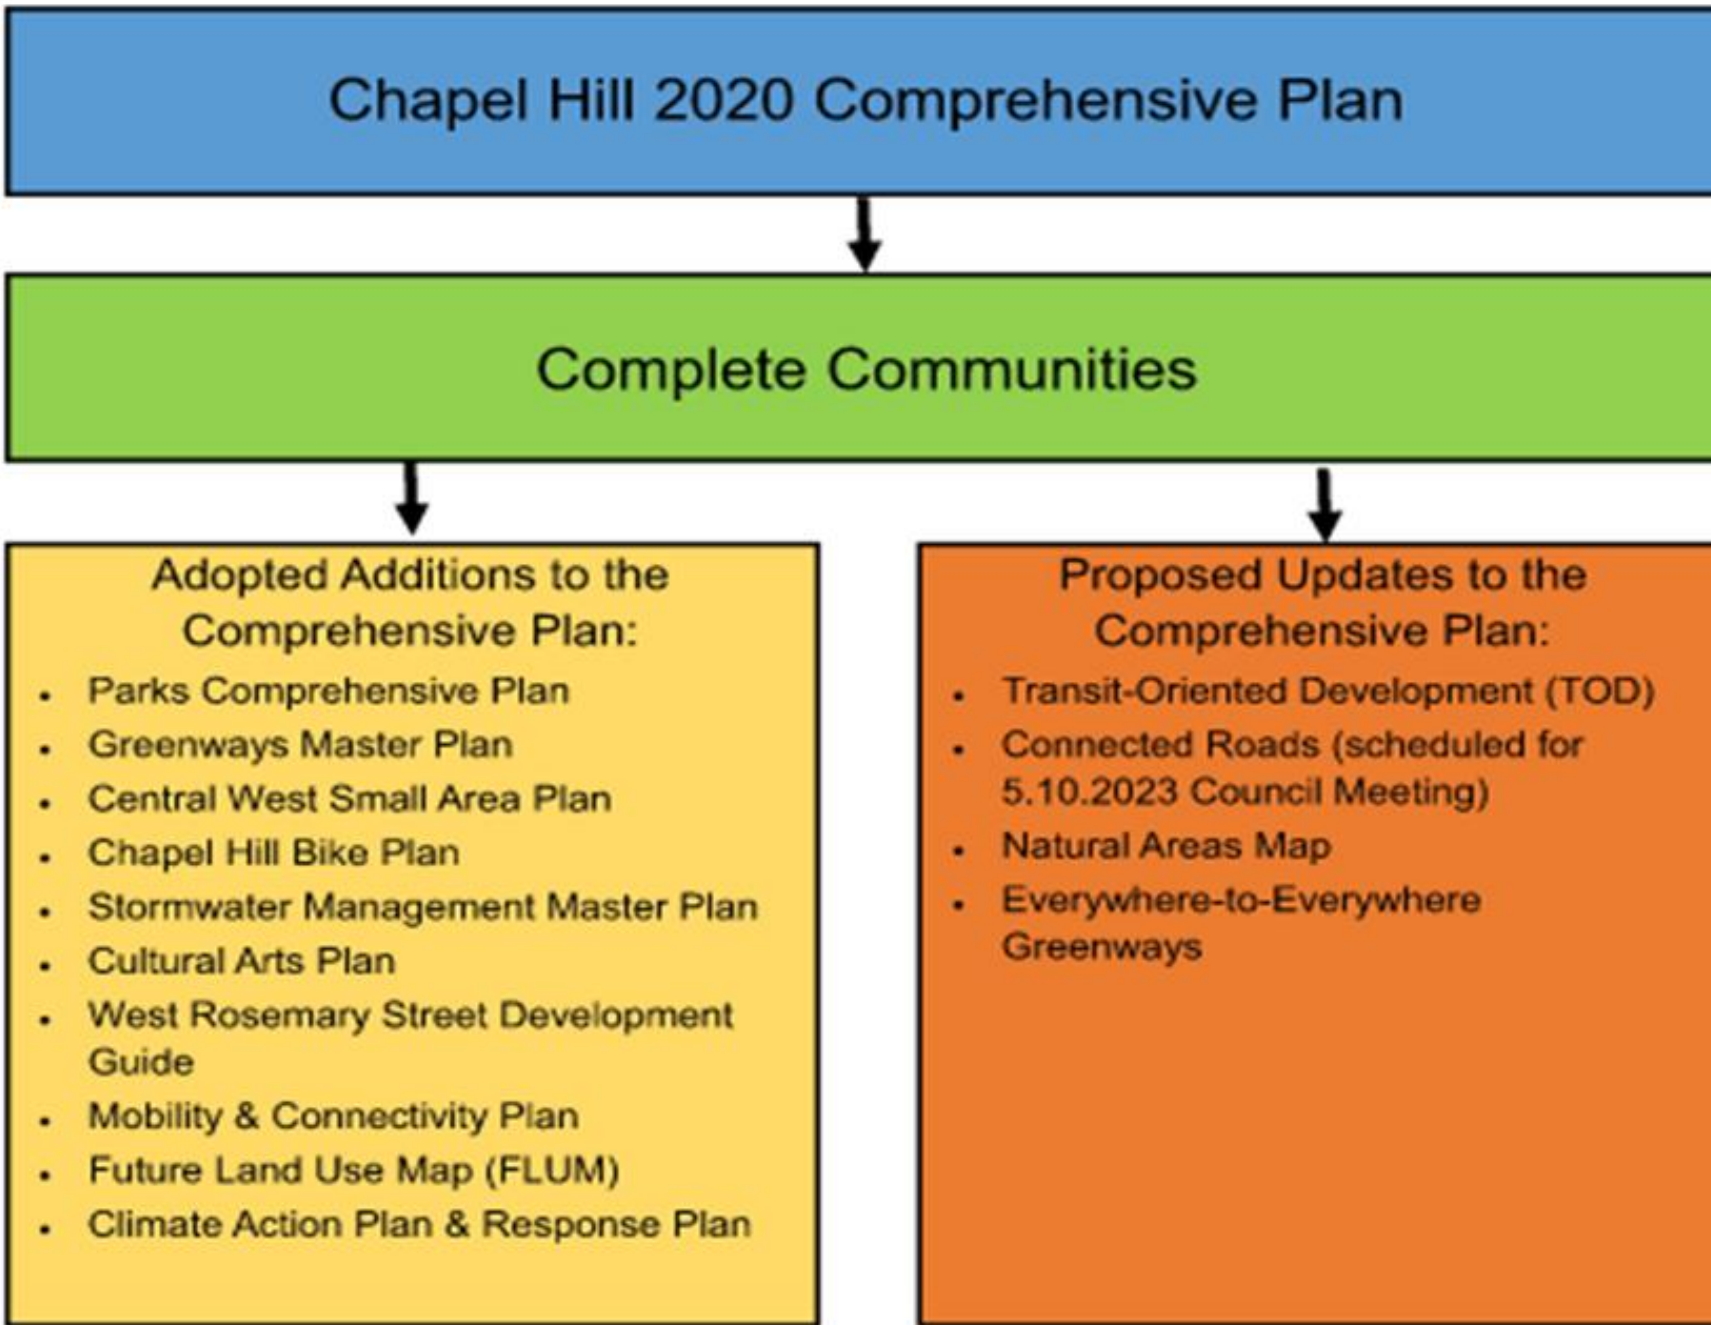 Chapel Hill 2020 Comprehensive Plan
Complete Communities
Adopted Additions to the
Comprehensive Plan:
• Parks Comprehensive Plan
• Greenways Master Plan
• Central West Small Area Plan
• Chapel Hill Bike Plan
• Stormwater Management Master Plan
• Cultural Arts Plan
• West Rosemary Street Development
Guide
• Mobility & Connectivity Plan
• Future Land Use Map (FLUM)
• Climate Action Plan & Response Plan
Proposed Updates to the
Comprehensive Plan:
• Transit-Oriented Development (TOD)
• Connected Roads (scheduled for
5.10.2023 Council Meeting)
• Natural Areas Map
• Everywhere-to-Everywhere
Greenways